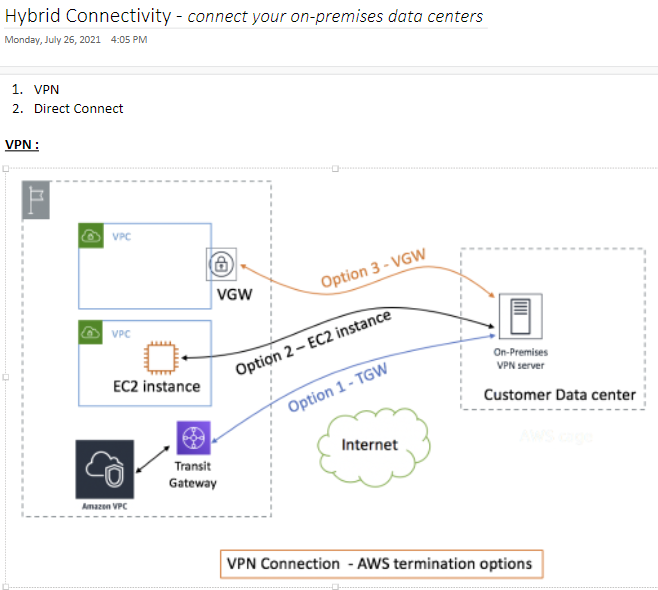 Hybrid Connectivity - connect your on-premises data centers
Monday, July 26, 2021 4:05 PM
1. VPN
2. Direct Connect
VPN :
VPC
VGW
Option 3 - VGW
VPC
EC2 instance
Option 2 – EC2 instance
On-Premises
VPN server
Customer Data center
Option 1 - TGW
AWS cage
Internet
Transit
Gateway
Amazon VPC
VPN Connection - AWS termination options